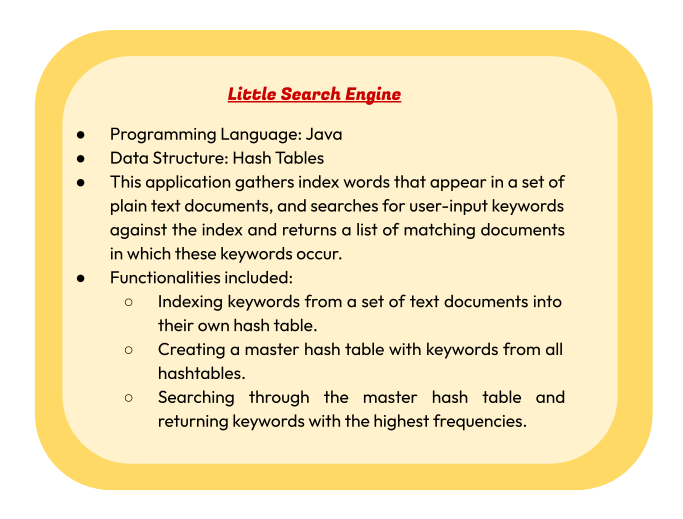 Little Search Engine
● Programming Language: Java
● Data Structure: Hash Tables
● This application gathers index words that appear in a set of
plain text documents, and searches for user-input keywords
against the index and returns a list of matching documents
in which these keywords occur.
● Functionalities included:
○ Indexing keywords from a set of text documents into
their own hash table.
○ Creating a master hash table with keywords from all
hashtables.
○ Searching through the master hash table and
returning keywords with the highest frequencies.